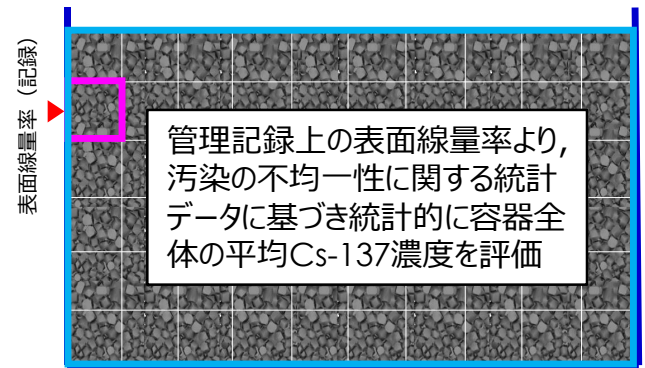 表面線量率（記録）
管理記録上の表面線量率より,
汚染の不均一性に関する統計
データに基づき統計的に容器全
体の平均Cs-137濃度を評価